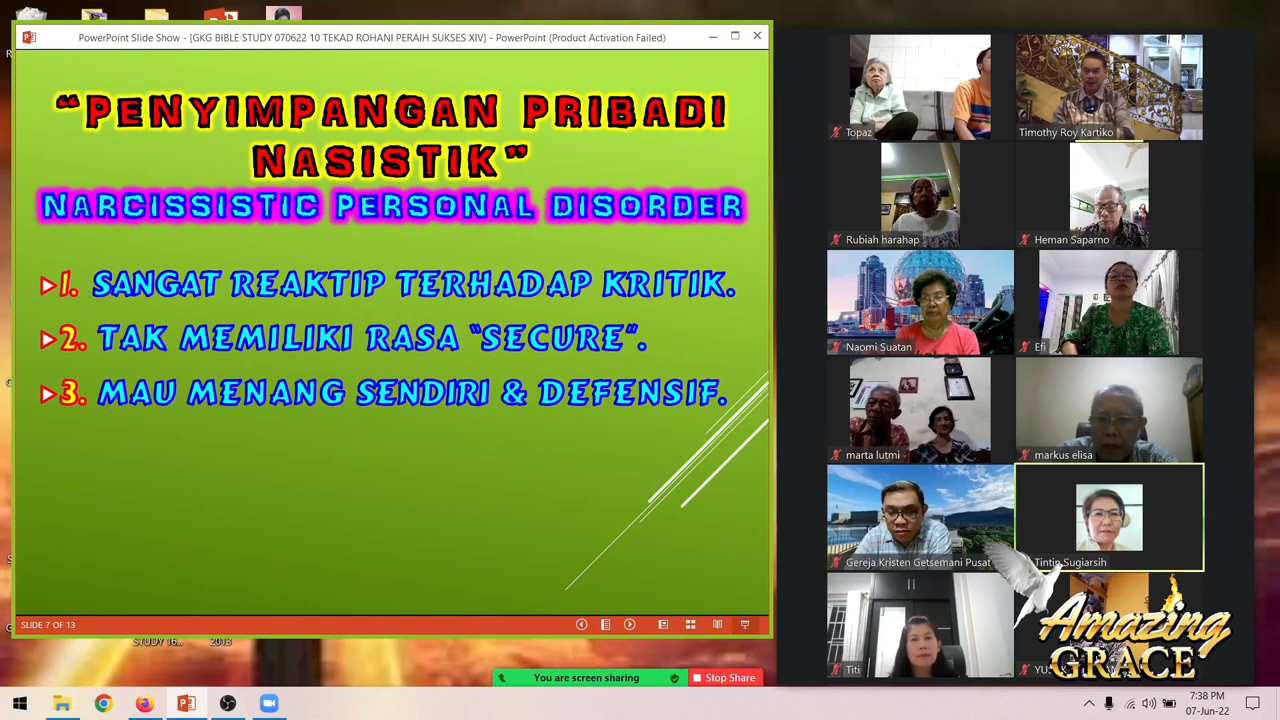 PowerPoint Slide Show - [GKG BIBLE STUDY 070622 10 TEKAD ROHANI PERAIH SUKSES XIV] - PowerPoint (Product Activation Failed)
“PENYIMPANGAN PRIBADI
NASISTIK”
NARCISSISTIC PERSONAL DISORDER
1. SANGAT REAKTIP TERHADAP KRITIK.
2. TAK MEMILIKI RASA “SECURE”.
3. MAU MENANG SENDIRI & DEFENSIF.
SLIDE 7 OF 13
STUDY 16...
2013
You are screen sharing
Stop Share
Topaz
Timothy Roy Kartiko
Rubiah harahap
Heman Saparno
Naomi Suatan
Efi
marta lutmi
markus elisa
Gereja Kristen Getsemani Pusat
Tintin Sugiarsih
Titi
Amazing
GRACE
7:38 PM
07-Jun-22